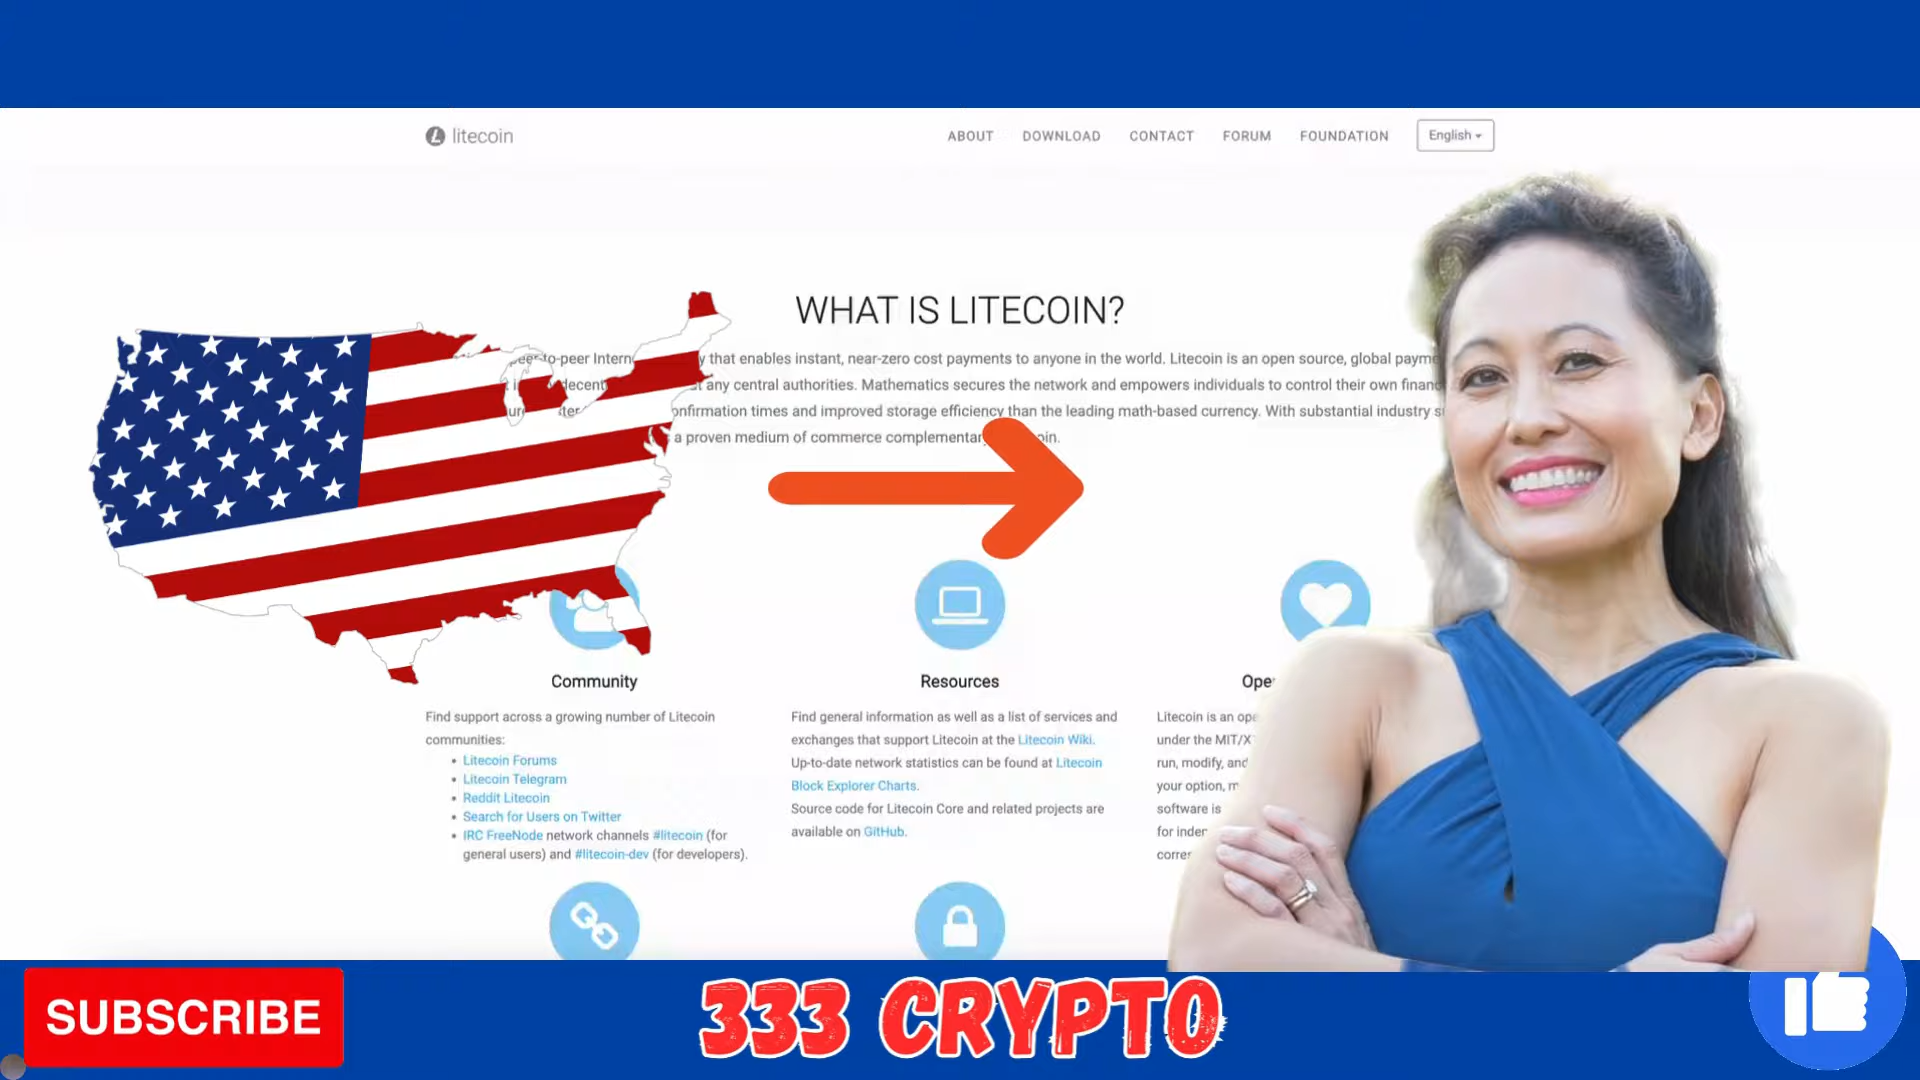 litecoin
ABOUT DOWNLOAD CONTACT FORUM FOUNDATION English
WHAT IS LITECOIN?
peer-to-peer that enables instant, near-zero cost payments to anyone in the world. Litecoin is an open source, global
any central authorities. Mathematics secures the network and empowers individuals to control their own
confirmation times and improved storage efficiency than the leading math-based currency. With substantial industry
a proven medium of commerce
Community
Find support across a growing number of Litecoin
communities:
• Litecoin Forums
• Litecoin Telegram
• Reddit Litecoin
• Search for Users on Twitter
• IRC FreeNode network channels #litecoin (for
general users) and #litecoin-dev (for developers).
Resources
Find general information as well as a list of services and
exchanges that support Litecoin at the Litecoin Wiki.
Up-to-date network statistics can be found at Litecoin
Block Explorer Charts.
Source code for Litecoin Core and related projects are
available on GitHub.
Litecoin is an
under the
run, modify, and
your option,
software is
for
SUBSCRIBE
333 CRYPTO